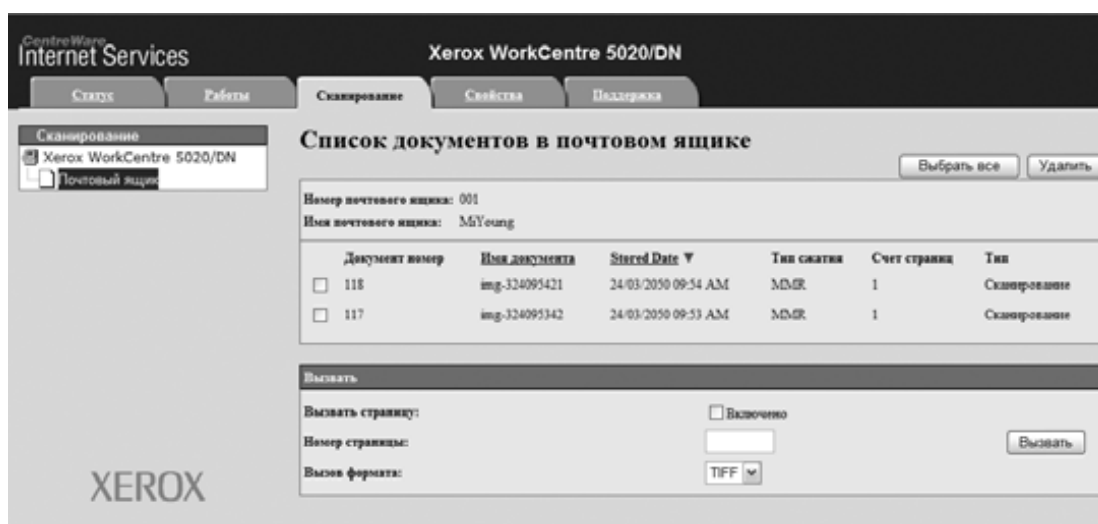 CentreWare
Internet Services
Xerox WorkCentre 5020/DN
Статус Работы Сканирование Свойства Поддержка
Сканирование
Xerox WorkCentre 5020/DN
Почтовый ящик
Список документов в почтовом ящике
Выбрать все Удалить
Номер почтового ящика: 001
Имя почтового ящика: MiYoung
Документ номер Имя документа Stored Date ▼ Тип сжатия Счет страниц Тип
118 img-324095421 24/03/2050 09:54 AM MMR 1 Сканирование
117 img-324095342 24/03/2050 09:53 AM MMR 1 Сканирование
Вызвать
Вызвать страницу: Включено
Номер страницы: Вызвать
Вызов формата: TIFF
XEROX